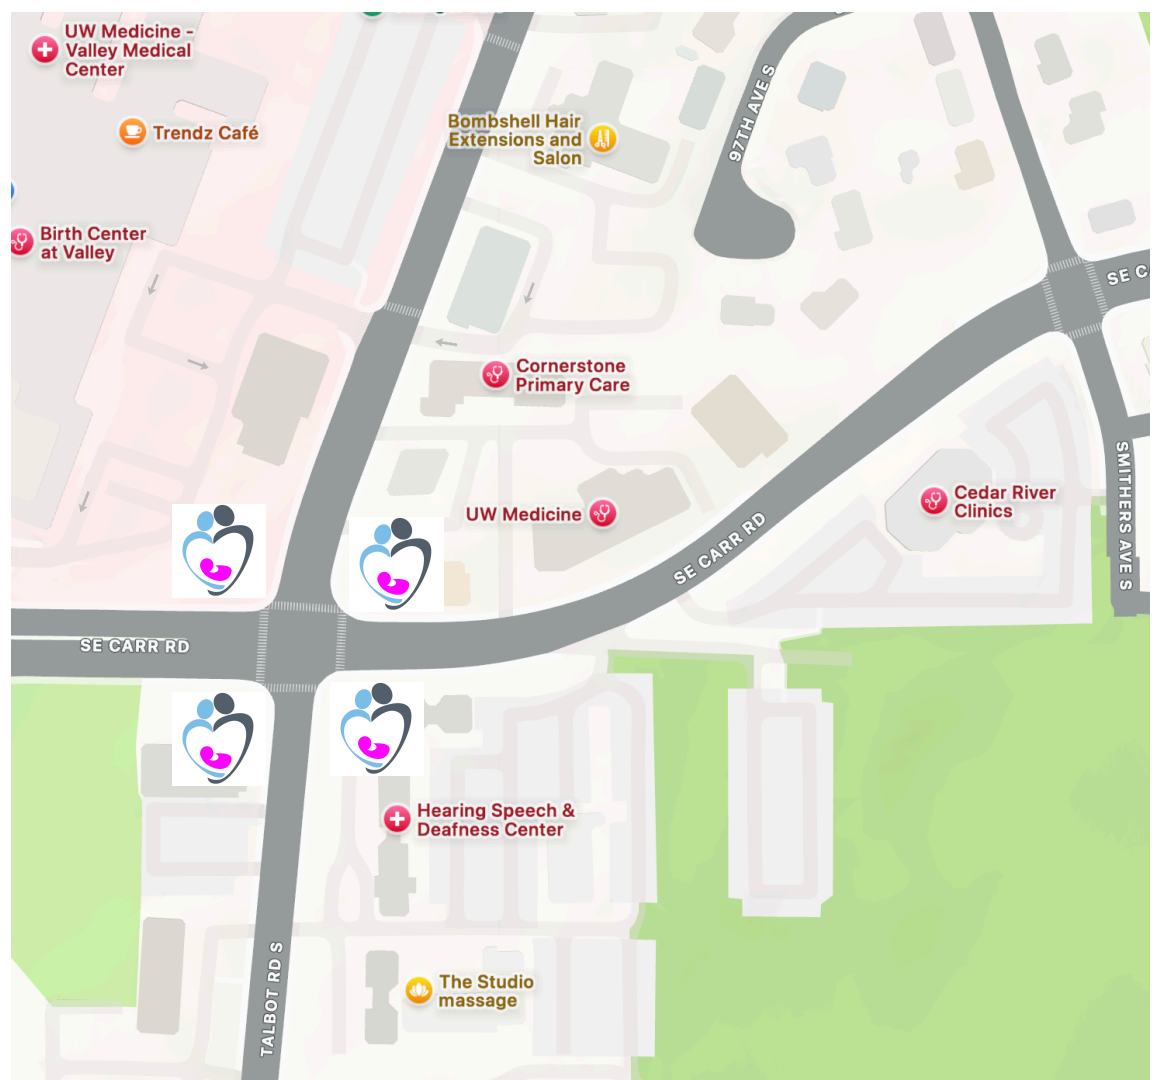 UW Medicine -
Valley Medical
Center
Trendz Café
Bombshell Hair
Extensions and
Salon
97TH AVE S
Birth Center
at Valley
SE C
Cornerstone
Primary Care
UW Medicine
Cedar River
Clinics
SMITHERS AVE S
SE CARR RD
SE CARR RD
Hearing Speech &
Deafness Center
TALBOT RD S
The Studio
massage